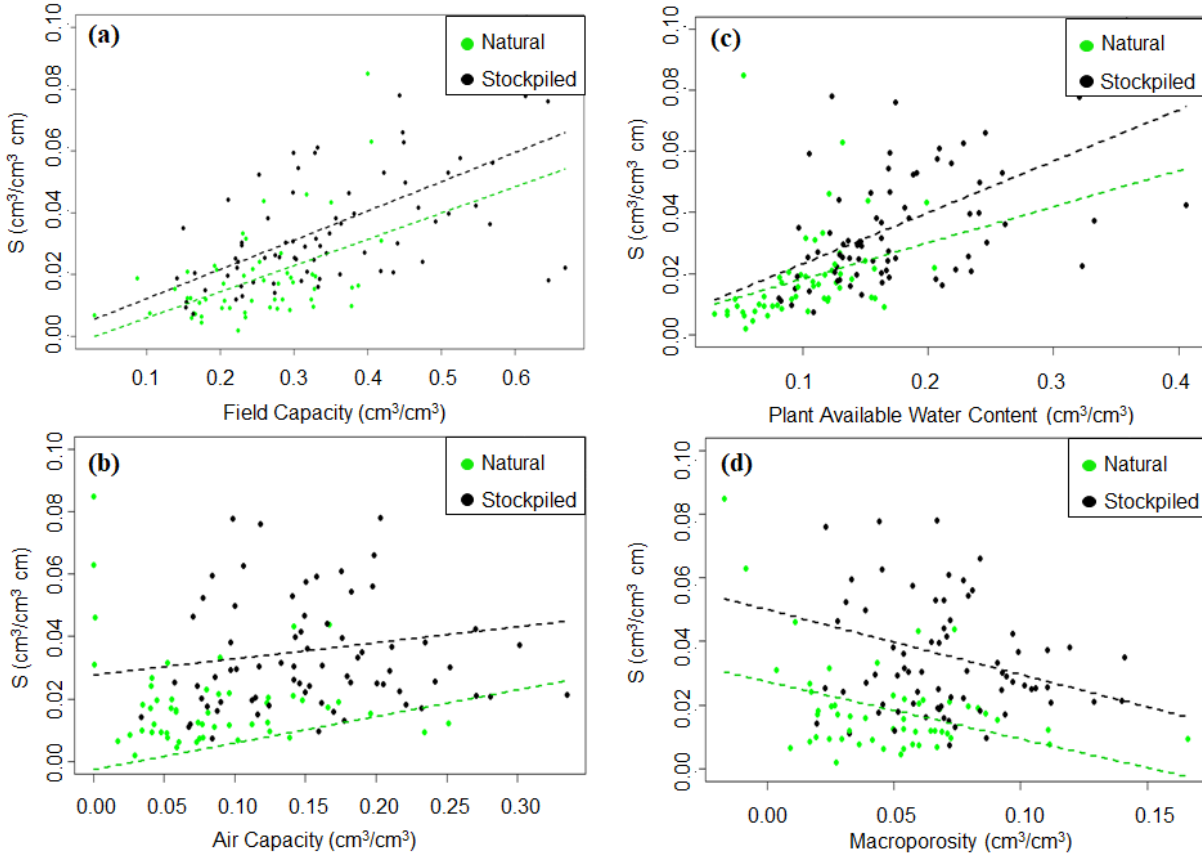 (a)
Natural
Stockpiled
S (cm³/cm³ cm)
0.10
0.08
0.06
0.04
0.02
0.00
0.1 0.2 0.3 0.4 0.5 0.6
Field Capacity (cm³/cm³)
(c)
Natural
Stockpiled
S (cm³/cm³ cm)
0.10
0.08
0.06
0.04
0.02
0.00
0.1 0.2 0.3 0.4
Plant Available Water Content (cm³/cm³)
(b)
Natural
Stockpiled
S (cm³/cm³ cm)
0.10
0.08
0.06
0.04
0.02
0.00
0.00 0.05 0.10 0.15 0.20 0.25 0.30
Air Capacity (cm³/cm³)
(d)
Natural
Stockpiled
S (cm³/cm³ cm)
0.10
0.08
0.06
0.04
0.02
0.00
0.00 0.05 0.10 0.15
Macroporosity (cm³/cm³)